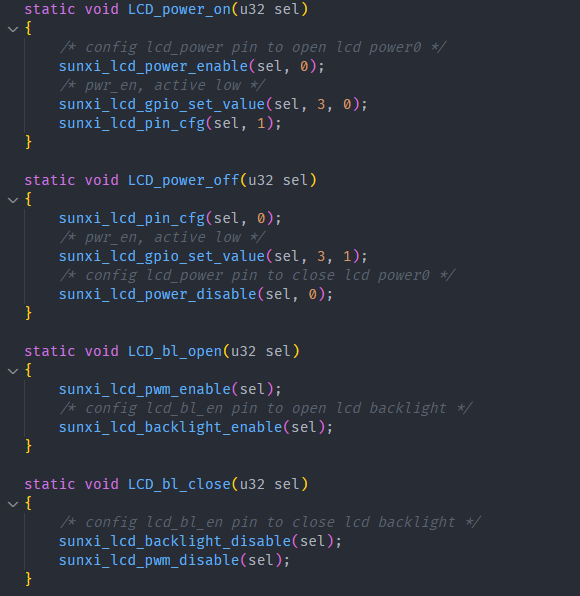 static void LCD_power_on(u32 sel)
{
    /* config lcd_power pin to open lcd power0 */
    sunxi_lcd_power_enable(sel, 0);
    /* pwr_en, active low */
    sunxi_lcd_gpio_set_value(sel, 3, 0);
    sunxi_lcd_pin_cfg(sel, 1);
}

static void LCD_power_off(u32 sel)
{
    sunxi_lcd_pin_cfg(sel, 0);
    /* pwr_en, active low */
    sunxi_lcd_gpio_set_value(sel, 3, 1);
    /* config lcd_power pin to close lcd power0 */
    sunxi_lcd_power_disable(sel, 0);
}

static void LCD_bl_open(u32 sel)
{
    sunxi_lcd_pwm_enable(sel);
    /* config lcd_bl_en pin to open lcd backlight */
    sunxi_lcd_backlight_enable(sel);
}

static void LCD_bl_close(u32 sel)
{
    /* config lcd_bl_en pin to close lcd backlight */
    sunxi_lcd_backlight_disable(sel);
    sunxi_lcd_pwm_disable(sel);
}